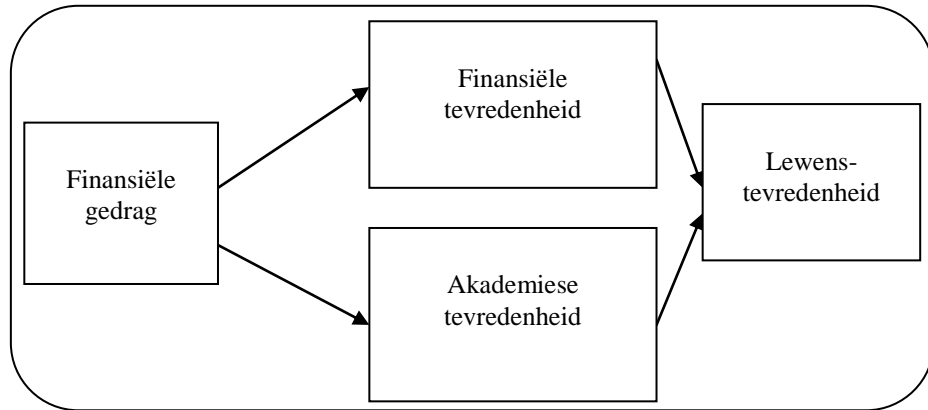 Finansiële
gedrag
Finansiële
tevredenheid
Akademiese
tevredenheid
Lewens-
tevredenheid